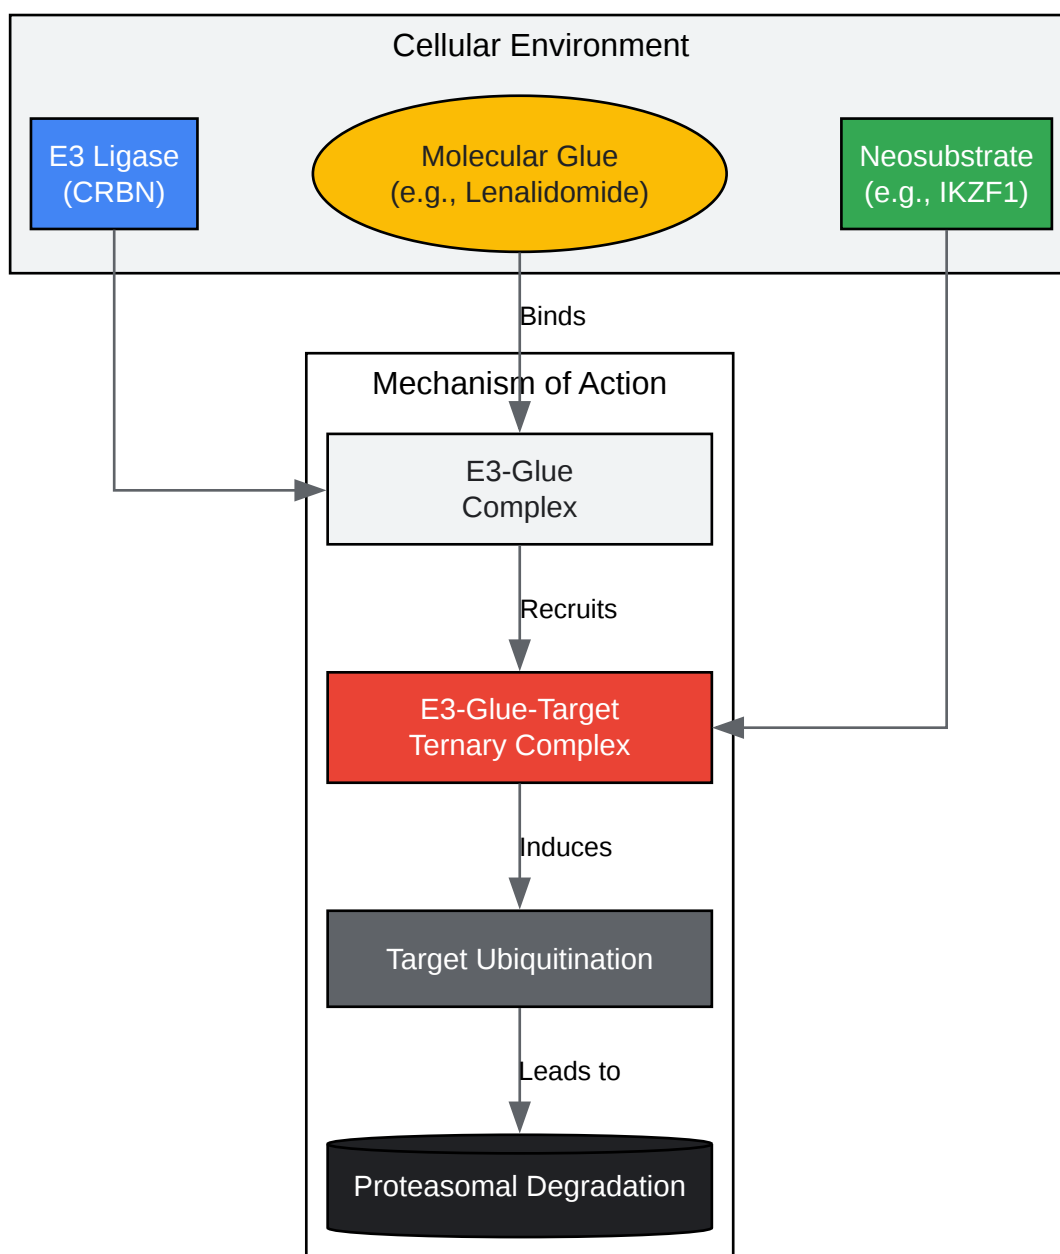 Cellular Environment
E3 Ligase
(CRBN)
Molecular Glue
(e.g., Lenalidomide)
Neosubstrate
(e.g., IKZF1)
Binds
Mechanism of Action
E3-Glue
Complex
Recruits
E3-Glue-Target
Ternary Complex
Induces
Target Ubiquitination
Leads to
Proteasomal Degradation